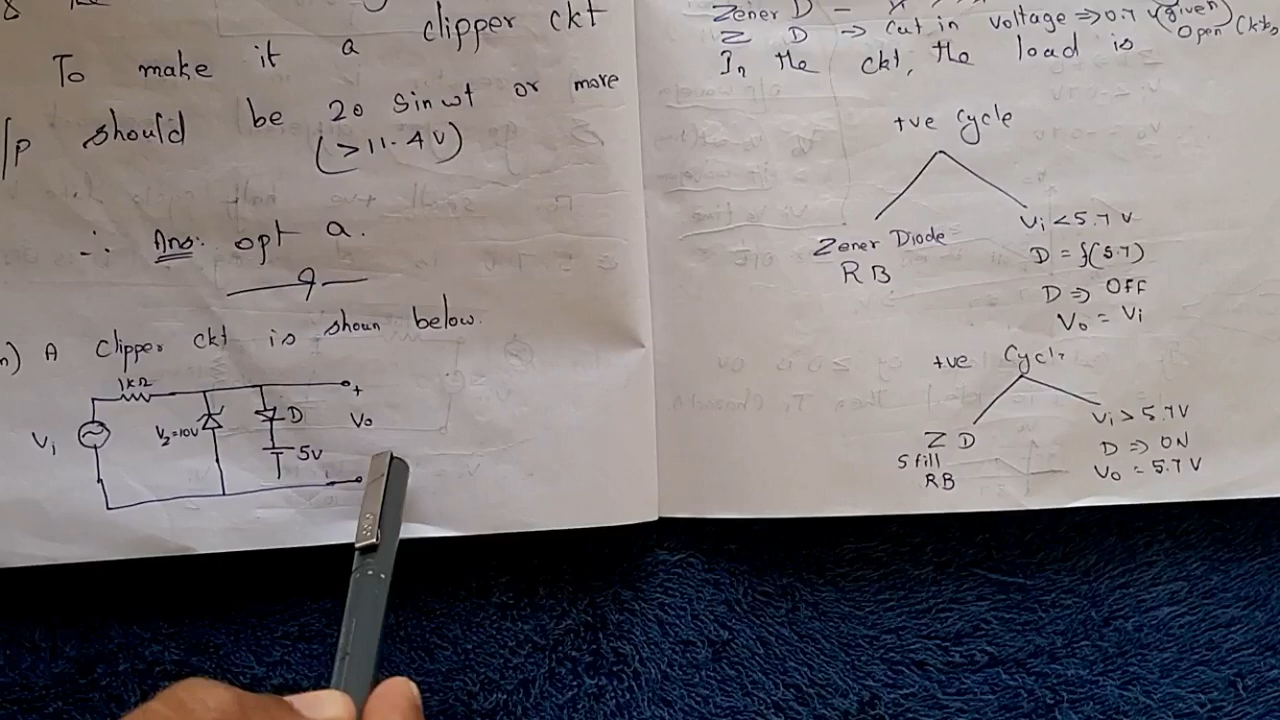 & the
clipper ckt
To make it a
I/p should be 20 sinwt or more
(>11.4V)
∴ Ans: opt a.
A Clipper ckt is shown below.
1KΩ
Vi
Vz=10V
D
5V
+
Vo
Zener D -
Z D => Cut in voltage => 0.7 V (given)
Open Ckt
In the ckt, the load is
+ve Cycle
Zener Diode
RB
Vi < 5.7 V
D = f(5.7)
D => OFF
Vo = Vi
+ve Cycle
Z D
Still
RB
Vi > 5.7V
D => ON
Vo = 5.7 V